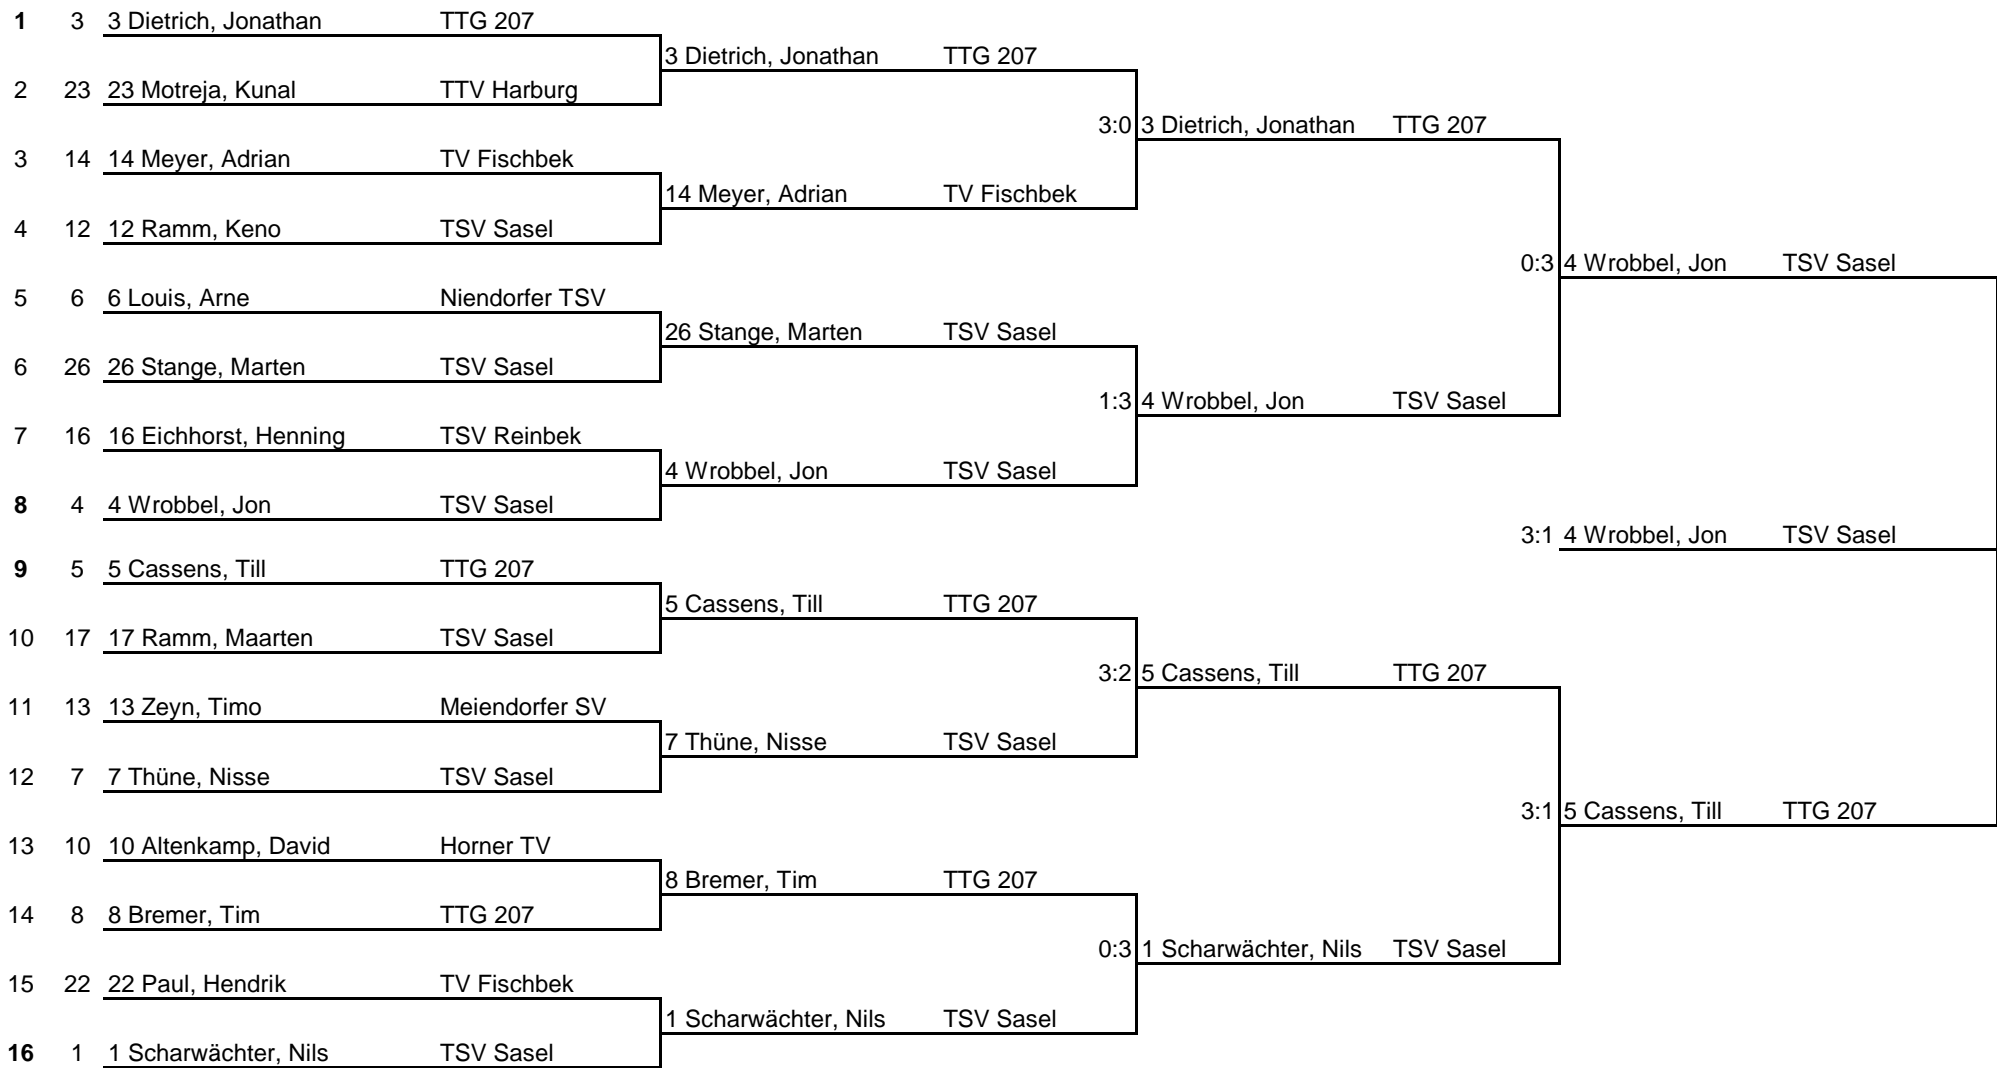 1 3 3 Dietrich, Jonathan TTG 207
3 Dietrich, Jonathan TTG 207
2 23 23 Motreja, Kunal TTV Harburg
3:0 3 Dietrich, Jonathan TTG 207
3 14 14 Meyer, Adrian TV Fischbek
14 Meyer, Adrian TV Fischbek
4 12 12 Ramm, Keno TSV Sasel
0:3 4 Wrobbel, Jon TSV Sasel
5 6 6 Louis, Arne Niendorfer TSV
26 Stange, Marten TSV Sasel
6 26 26 Stange, Marten TSV Sasel
1:3 4 Wrobbel, Jon TSV Sasel
7 16 16 Eichhorst, Henning TSV Reinbek
4 Wrobbel, Jon TSV Sasel
8 4 4 Wrobbel, Jon TSV Sasel
3:1 4 Wrobbel, Jon TSV Sasel
9 5 5 Cassens, Till TTG 207
5 Cassens, Till TTG 207
10 17 17 Ramm, Maarten TSV Sasel
3:2 5 Cassens, Till TTG 207
11 13 13 Zeyn, Timo Meiendorfer SV
7 Thüne, Nisse TSV Sasel
12 7 7 Thüne, Nisse TSV Sasel
3:1 5 Cassens, Till TTG 207
13 10 10 Altenkamp, David Horner TV
8 Bremer, Tim TTG 207
14 8 8 Bremer, Tim TTG 207
0:3 1 Scharwächter, Nils TSV Sasel
15 22 22 Paul, Hendrik TV Fischbek
1 Scharwächter, Nils TSV Sasel
16 1 1 Scharwächter, Nils TSV Sasel